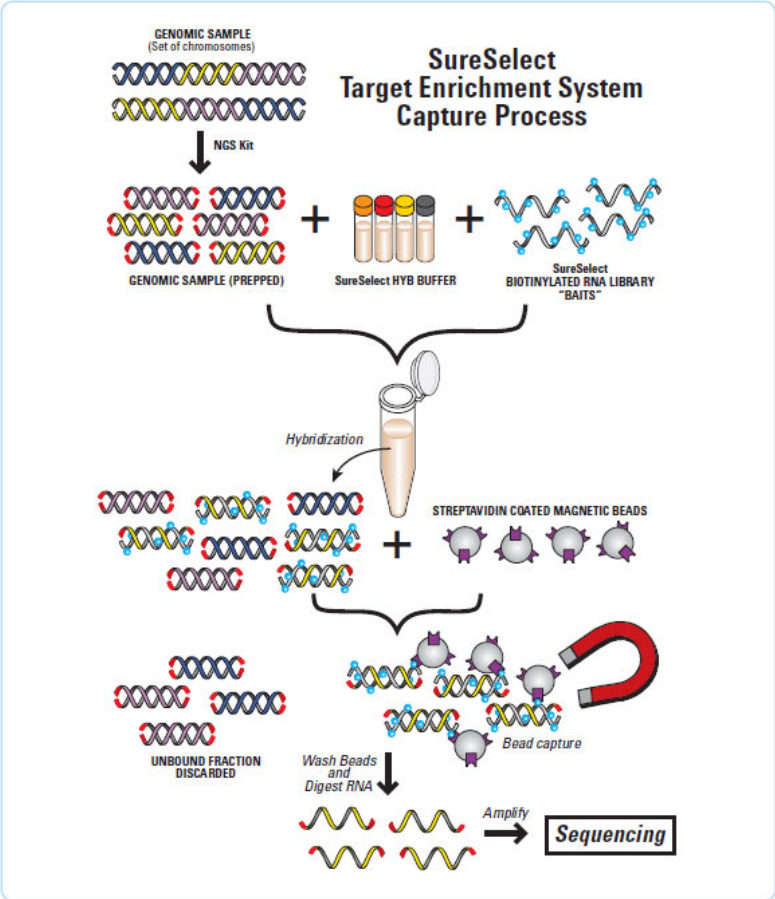 GENOMIC SAMPLE
(Set of chromosomes)
SureSelect
Target Enrichment System
Capture Process
NGS Kit
GENOMIC SAMPLE (PREPPED)
SureSelect HYB BUFFER
SureSelect
BIOTINYLATED RNA LIBRARY
“BAITS”
Hybridization
STREPTAVIDIN COATED MAGNETIC BEADS
UNBOUND FRACTION
DISCARDED
Bead capture
Wash Beads
and
Digest RNA
Amplify
Sequencing